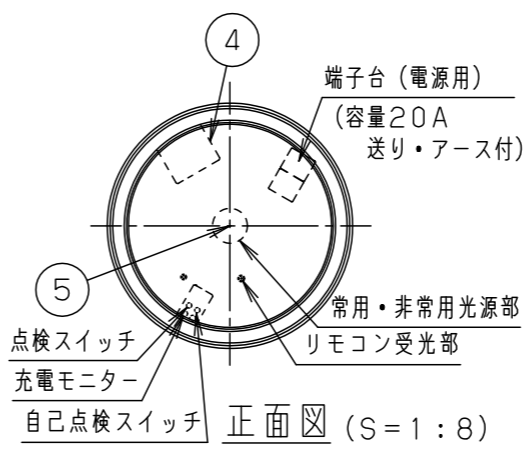 ④
端子台（電源用）
（容量20A
送り・アース付）
⑤
常用・非常用光源部
点検スイッチ
リモコン受光部
充電モニター
自己点検スイッチ
正面図（S＝1：8）